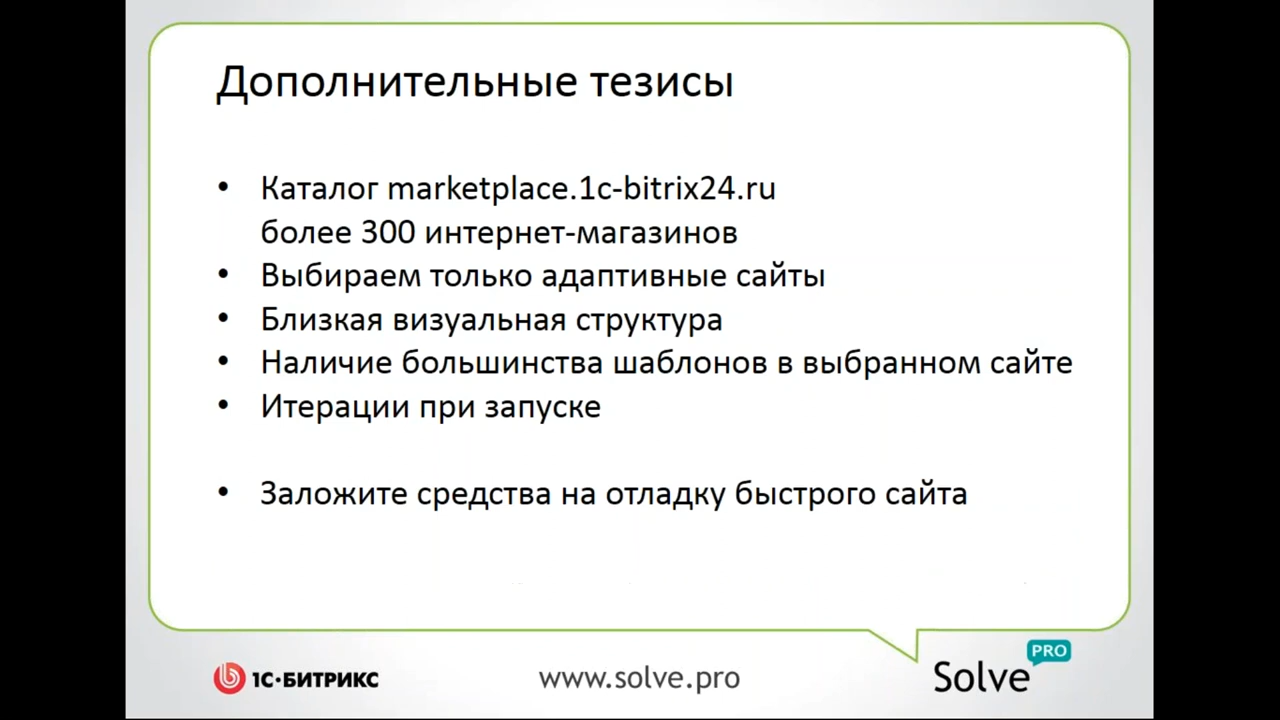 Дополнительные тезисы
• Каталог marketplace.1c-bitrix24.ru
более 300 интернет-магазинов
• Выбираем только адаптивные сайты
• Близкая визуальная структура
• Наличие большинства шаблонов в выбранном сайте
• Итерации при запуске
• Заложите средства на отладку быстрого сайта
1С·БИТРИКС
www.solve.pro
Solve PRO